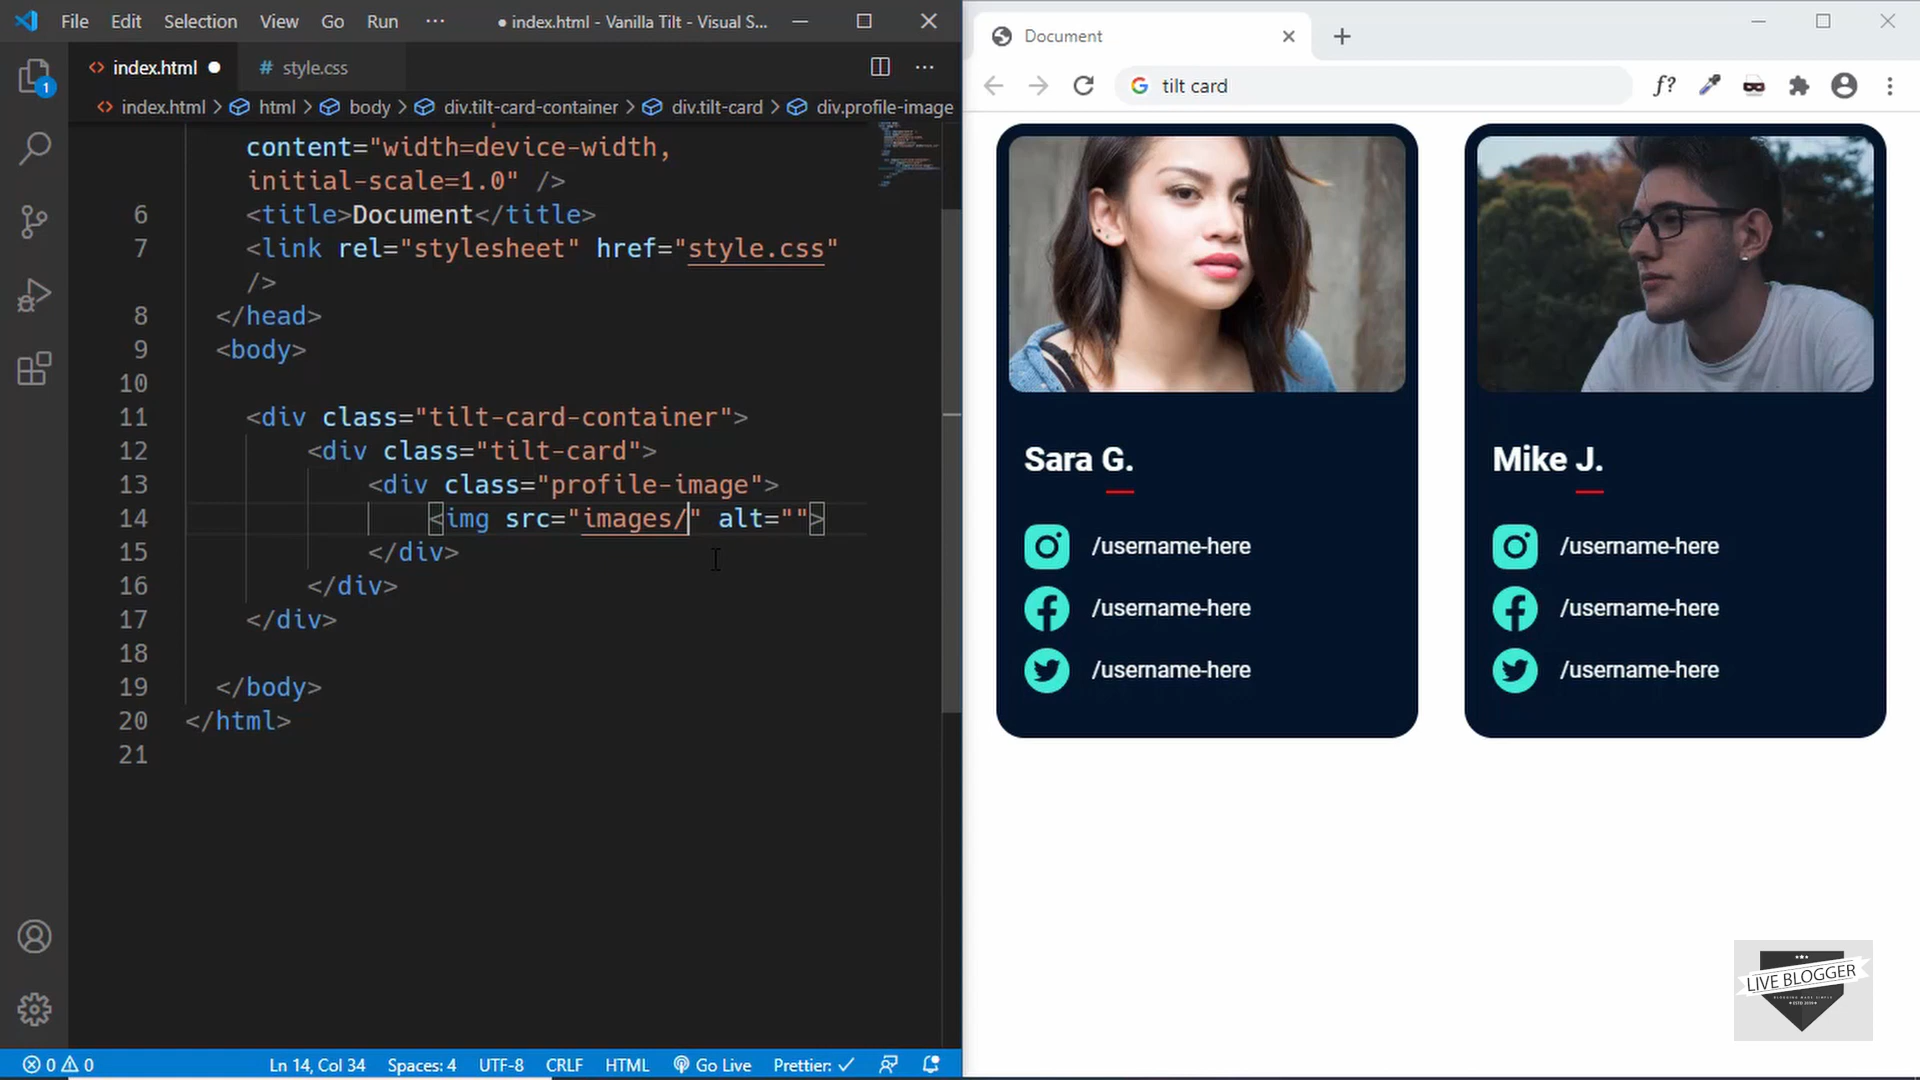 File Edit Selection View Go Run ··· ● index.html - Vanilla Tilt - Visual S...
index.html ● # style.css
index.html > html > body > div.tilt-card-container > div.tilt-card > div.profile-image
1
content="width=device-width,
initial-scale=1.0" />
6 <title>Document</title>
7 <link rel="stylesheet" href="style.css"
/>
8 </head>
9 <body>
10
11 <div class="tilt-card-container">
12 <div class="tilt-card">
13 <div class="profile-image">
14 <img src="images/" alt="">
15 </div>
16 </div>
17 </div>
18
19 </body>
20 </html>
21
0 0 Ln 14, Col 34 Spaces: 4 UTF-8 CRLF HTML Go Live Prettier: ✓
Document
tilt card f?
Sara G.
/username-here
/username-here
/username-here
Mike J.
/username-here
/username-here
/username-here
LIVE BLOGGER